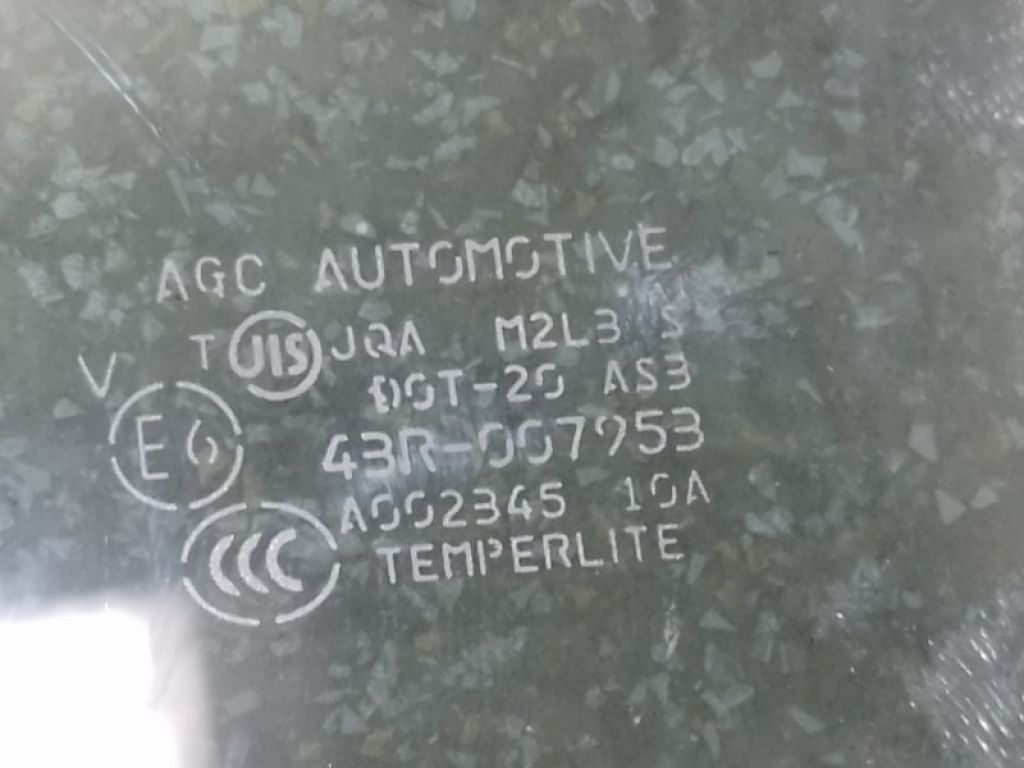 AGC AUTOMOTIVE
V T JIS JQA M2L3 S
DOT-20 AS3
E6 43R-007953
CCC A002345 10A
TEMPERLITE